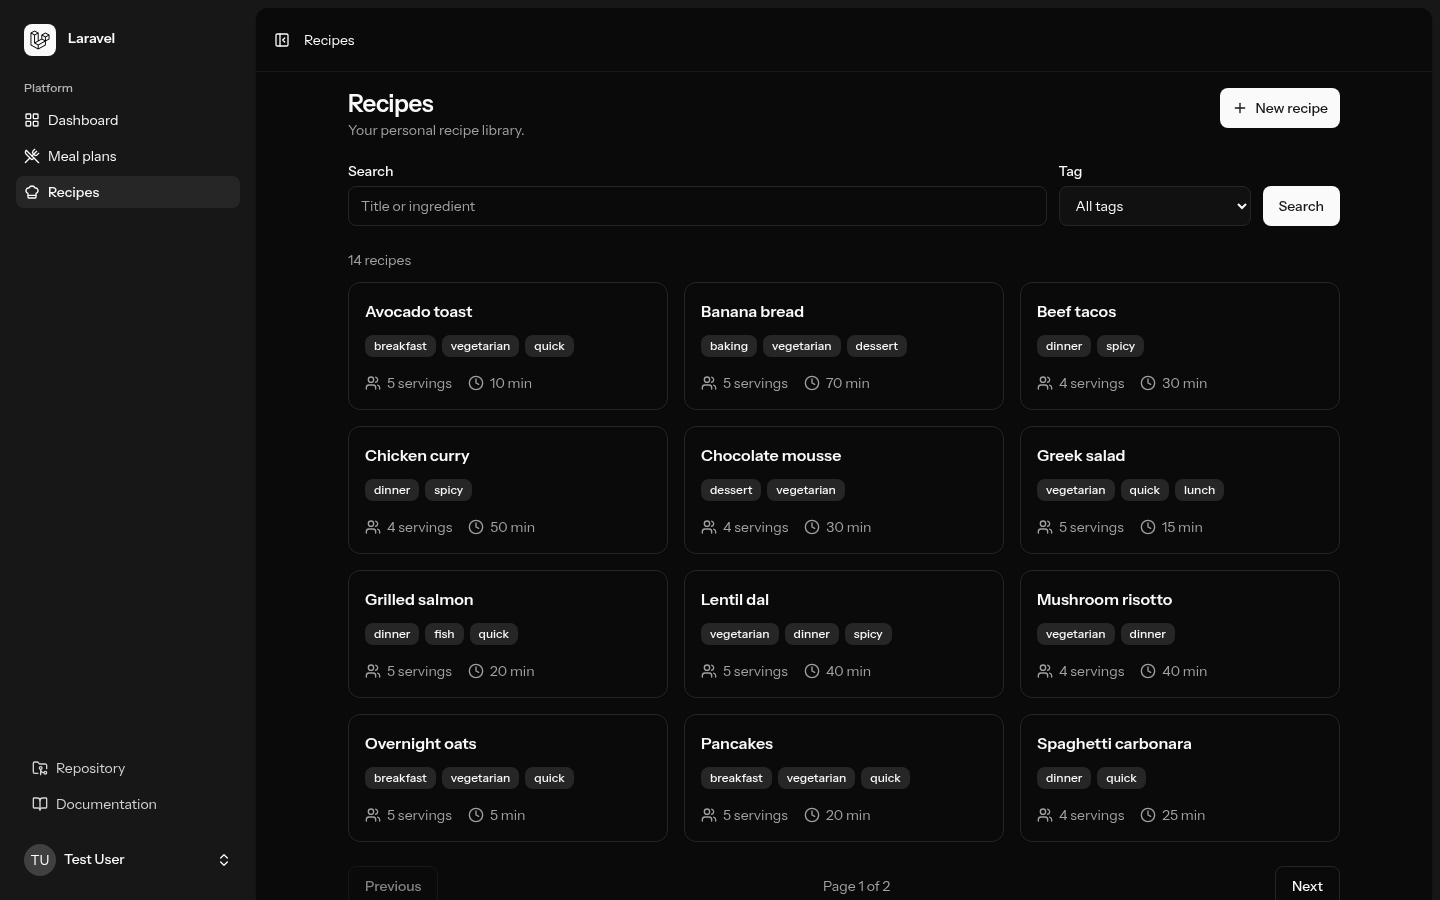 Laravel
Platform
Dashboard
Meal plans
Recipes
Repository
Documentation
TU Test User
Recipes
Recipes
Your personal recipe library.
New recipe
Search
Tag
Title or ingredient
All tags
Search
14 recipes
Avocado toast
breakfast vegetarian quick
5 servings 10 min
Banana bread
baking vegetarian dessert
5 servings 70 min
Beef tacos
dinner spicy
4 servings 30 min
Chicken curry
dinner spicy
4 servings 50 min
Chocolate mousse
dessert vegetarian
4 servings 30 min
Greek salad
vegetarian quick lunch
5 servings 15 min
Grilled salmon
dinner fish quick
5 servings 20 min
Lentil dal
vegetarian dinner spicy
5 servings 40 min
Mushroom risotto
vegetarian dinner
4 servings 40 min
Overnight oats
breakfast vegetarian quick
5 servings 5 min
Pancakes
breakfast vegetarian quick
5 servings 20 min
Spaghetti carbonara
dinner quick
4 servings 25 min
Previous
Page 1 of 2
Next